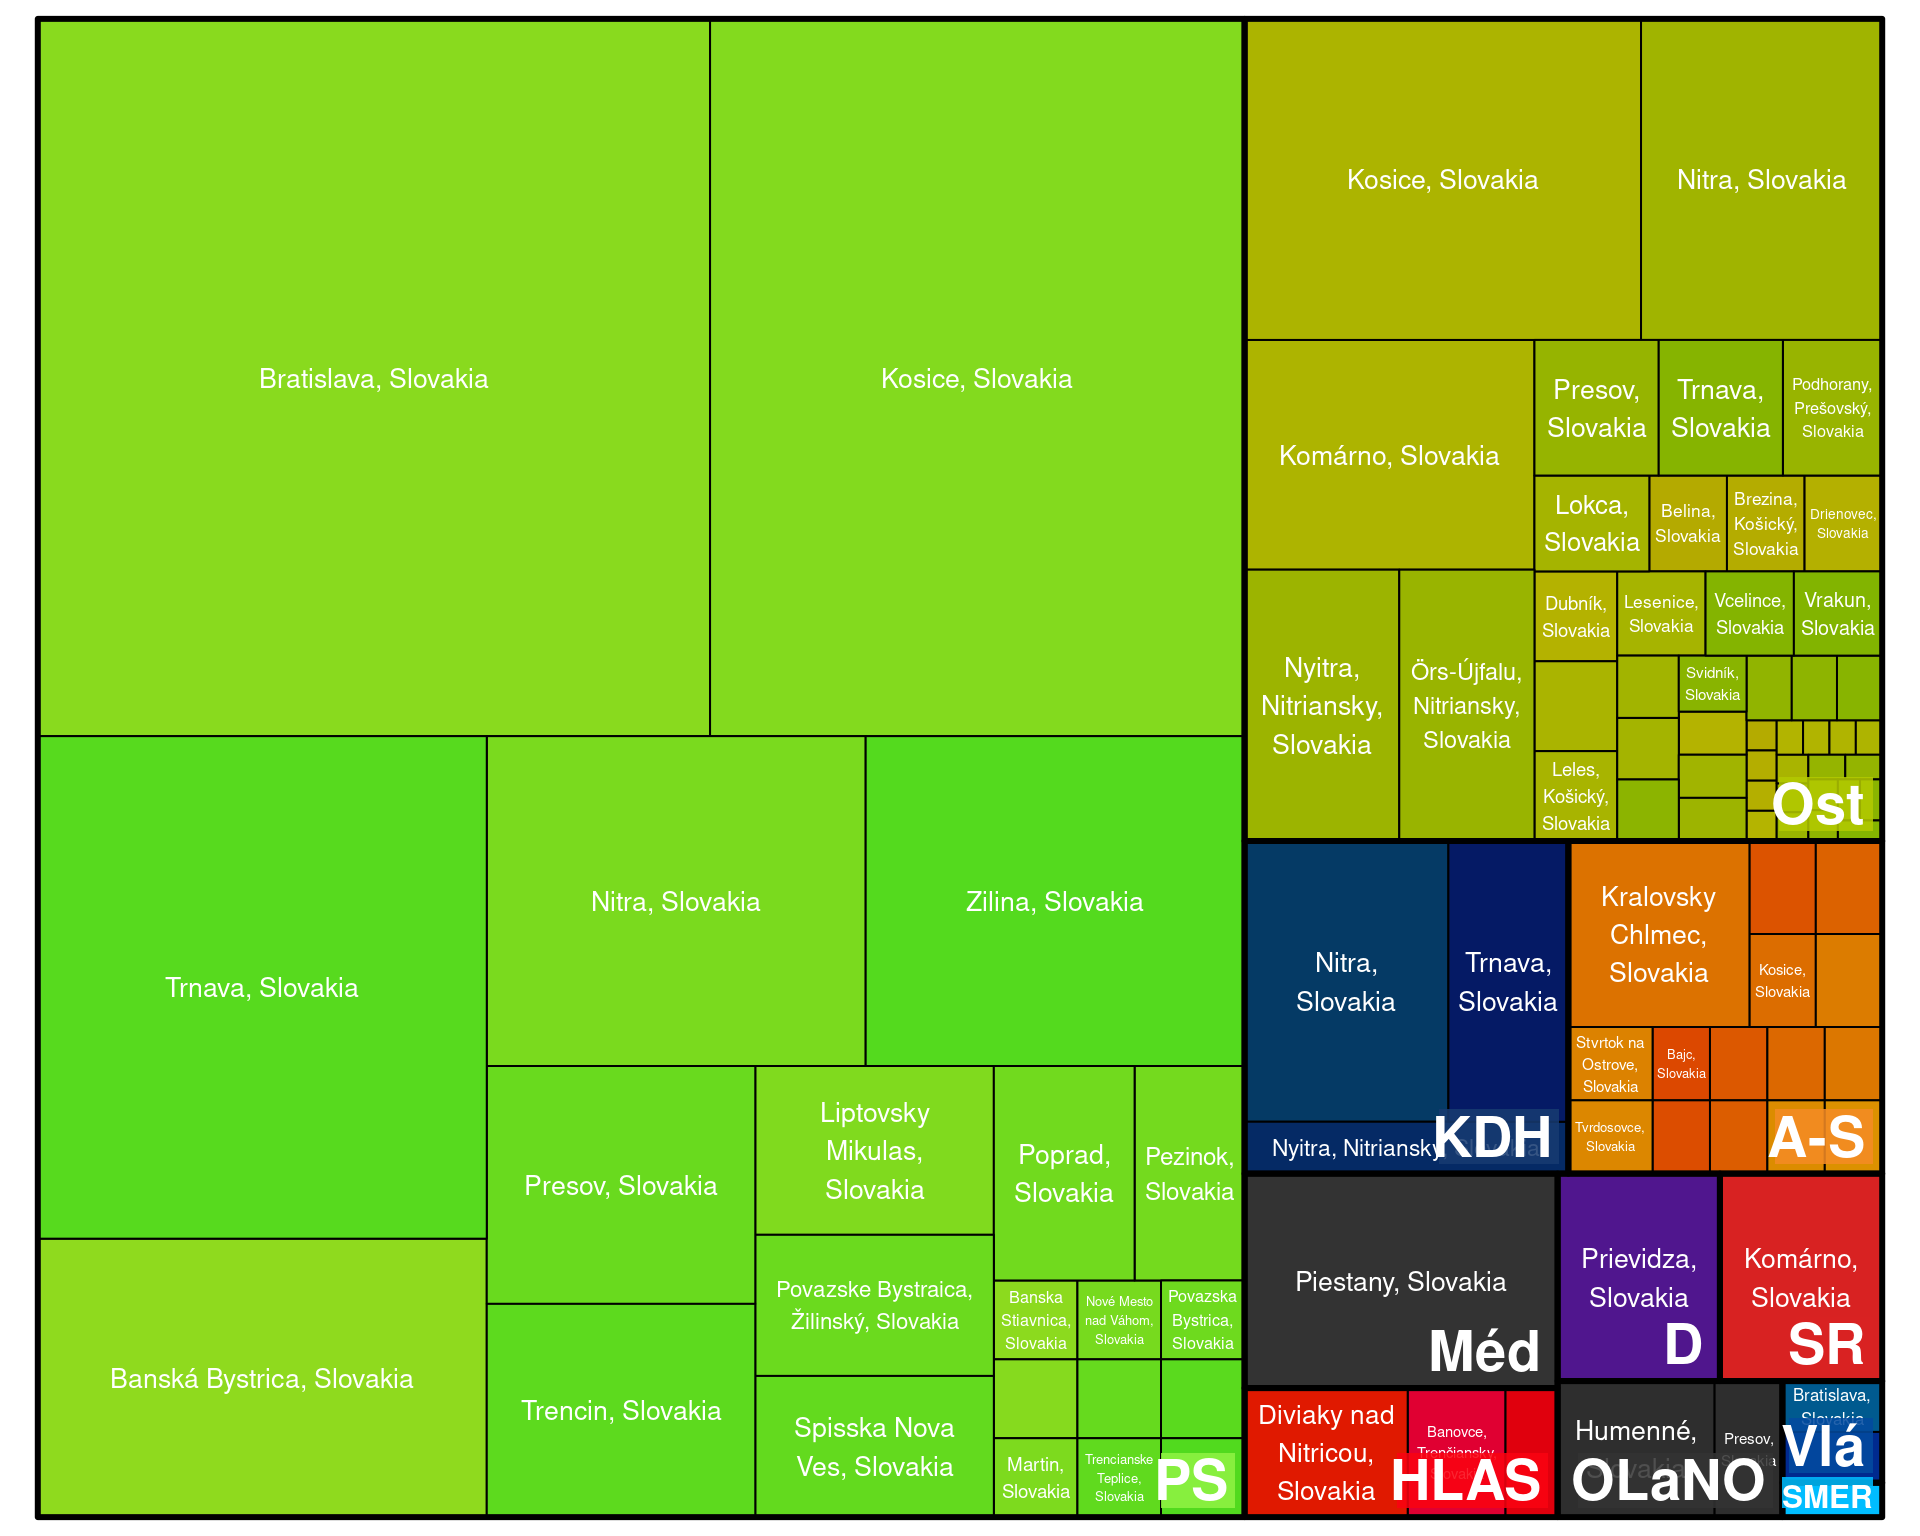 Bratislava, Slovakia
Kosice, Slovakia
Trnava, Slovakia
Nitra, Slovakia
Zilina, Slovakia
Banská Bystrica, Slovakia
Presov, Slovakia
Trencin, Slovakia
Liptovsky
Mikulas,
Slovakia
Povazske Bystraica,
Žilinský, Slovakia
Spisska Nova
Ves, Slovakia
Poprad,
Slovakia
Pezinok,
Slovakia
Banska
Stiavnica,
Slovakia
Nové Mesto
nad Váhom,
Slovakia
Povazska
Bystrica,
Slovakia
Martin,
Slovakia
Trencianske
Teplice,
Slovakia
PS
Kosice, Slovakia
Nitra, Slovakia
Komárno, Slovakia
Presov,
Slovakia
Trnava,
Slovakia
Podhorany,
Prešovský,
Slovakia
Lokca,
Slovakia
Belina,
Slovakia
Brezina,
Košický,
Slovakia
Drienovec,
Slovakia
Nyitra,
Nitriansky,
Slovakia
Örs-Újfalu,
Nitriansky,
Slovakia
Dubník,
Slovakia
Lesenice,
Slovakia
Vcelince,
Slovakia
Vrakun,
Slovakia
Svidník,
Slovakia
Leles,
Košický,
Slovakia
Ost
Nitra,
Slovakia
Trnava,
Slovakia
Nyitra, Nitriansky, Slovakia
KDH
Kralovsky
Chlmec,
Slovakia
Kosice,
Slovakia
Stvrtok na
Ostrove,
Slovakia
Bajc,
Slovakia
Tvrdosovce,
Slovakia
A-S
Piestany, Slovakia
Méd
Prievidza,
Slovakia
D
Komárno,
Slovakia
SR
Diviaky nad
Nitricou,
Slovakia
Banovce,
Trenčiansky,
Slovakia
HLAS
Humenné,
Slovakia
Presov,
Slovakia
OLaNO
Bratislava,
Slovakia
Vlá
SMER